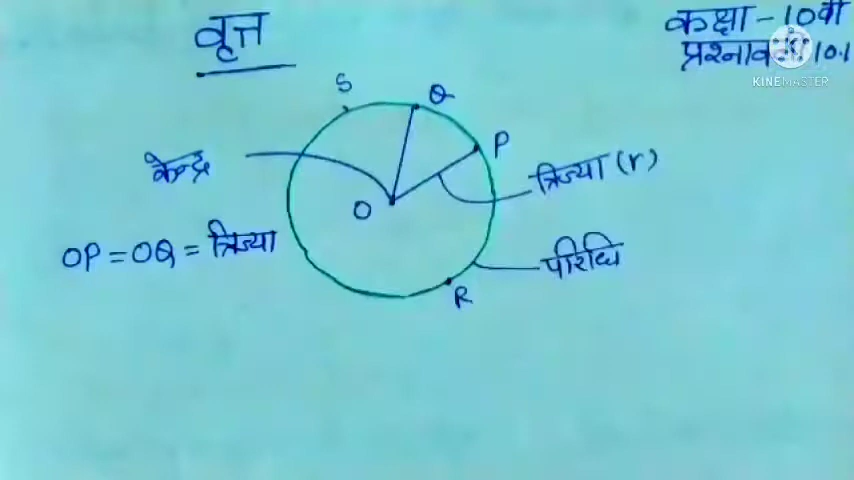 वृत्त
कक्षा - 10वी
प्रश्नावली 10.1
KINEMASTER
S
Q
P
केन्द्र
त्रिज्या (r)
O
OP = OQ = त्रिज्या
परिधि
R